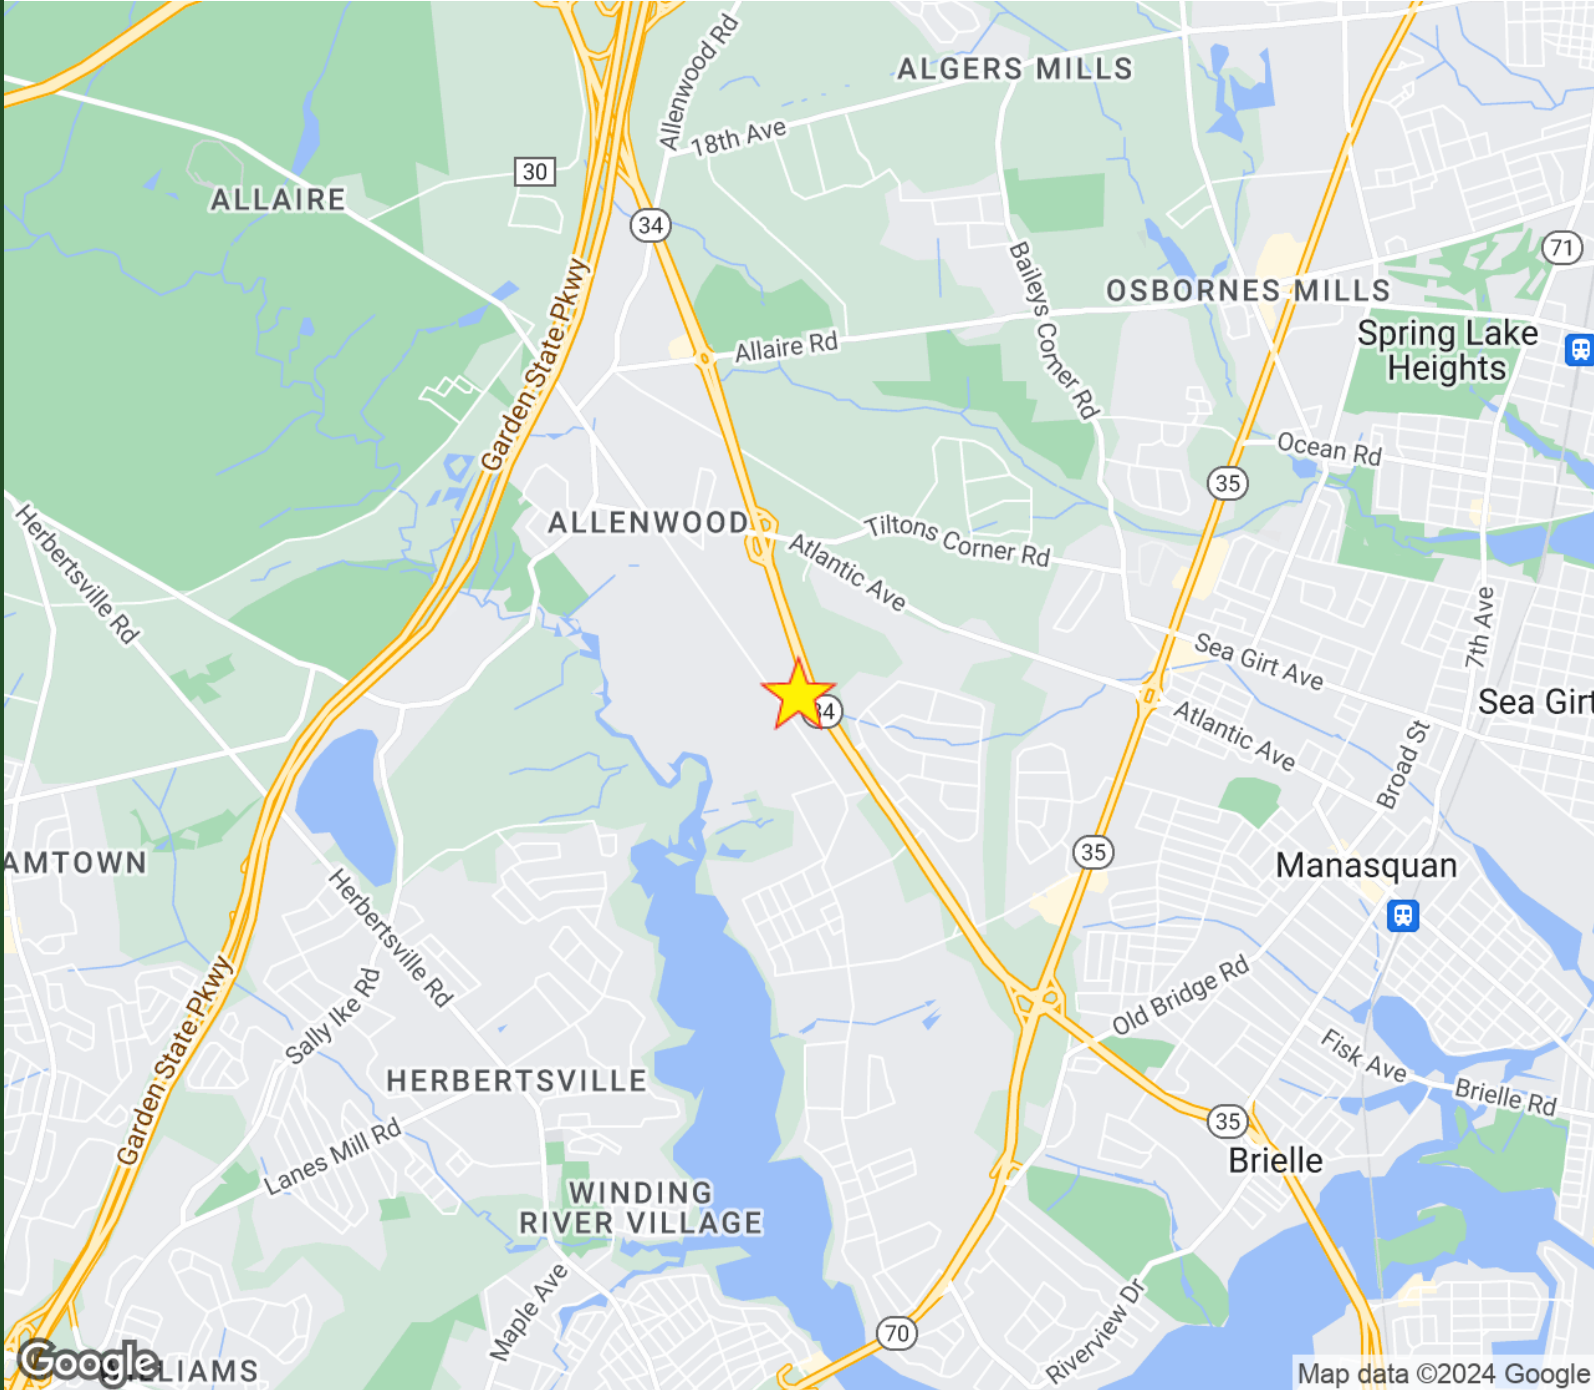 Allenwood Rd
ALGERS MILLS
18th Ave
30
ALLAIRE
34
71
Baileys Corner Rd
OSBORNES MILLS
Garden State Pkwy
Allaire Rd
Spring Lake
Heights
Ocean Rd
35
Herbertsville Rd
ALLENWOOD
Tiltons Corner Rd
Atlantic Ave
7th Ave
Sea Girt Ave
Sea Girt
34
Atlantic Ave
Broad St
AMTOWN
35
Manasquan
Herbertsville Rd
Garden State Pkwy
Sally Ike Rd
Old Bridge Rd
Fisk Ave
HERBERTSVILLE
Brielle Rd
Lanes Mill Rd
35
Brielle
WINDING
RIVER VILLAGE
Maple Ave
Riverview Dr
70
Google
LLIAMS
Map data ©2024 Google